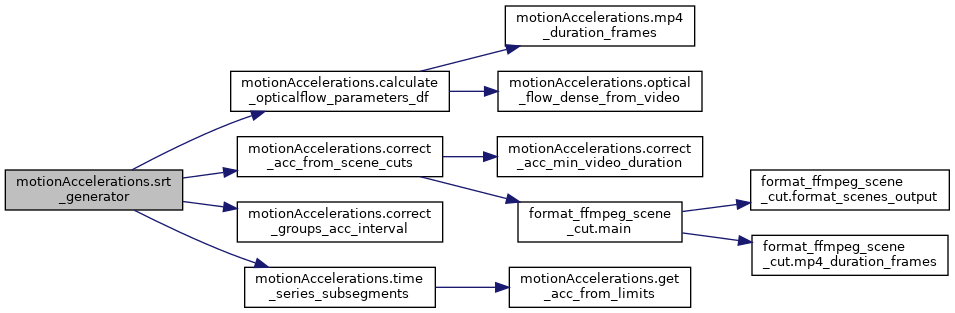 motionAccelerations.srt
_generator
motionAccelerations.calculate
_opticalflow_parameters_df
motionAccelerations.mp4
_duration_frames
motionAccelerations.optical
_flow_dense_from_video
motionAccelerations.correct
_acc_from_scene_cuts
motionAccelerations.correct
_acc_min_video_duration
format_ffmpeg_scene
_cut.main
format_ffmpeg_scene
_cut.format_scenes_output
format_ffmpeg_scene
_cut.mp4_duration_frames
motionAccelerations.correct
_groups_acc_interval
motionAccelerations.time
_series_subsegments
motionAccelerations.get
_acc_from_limits